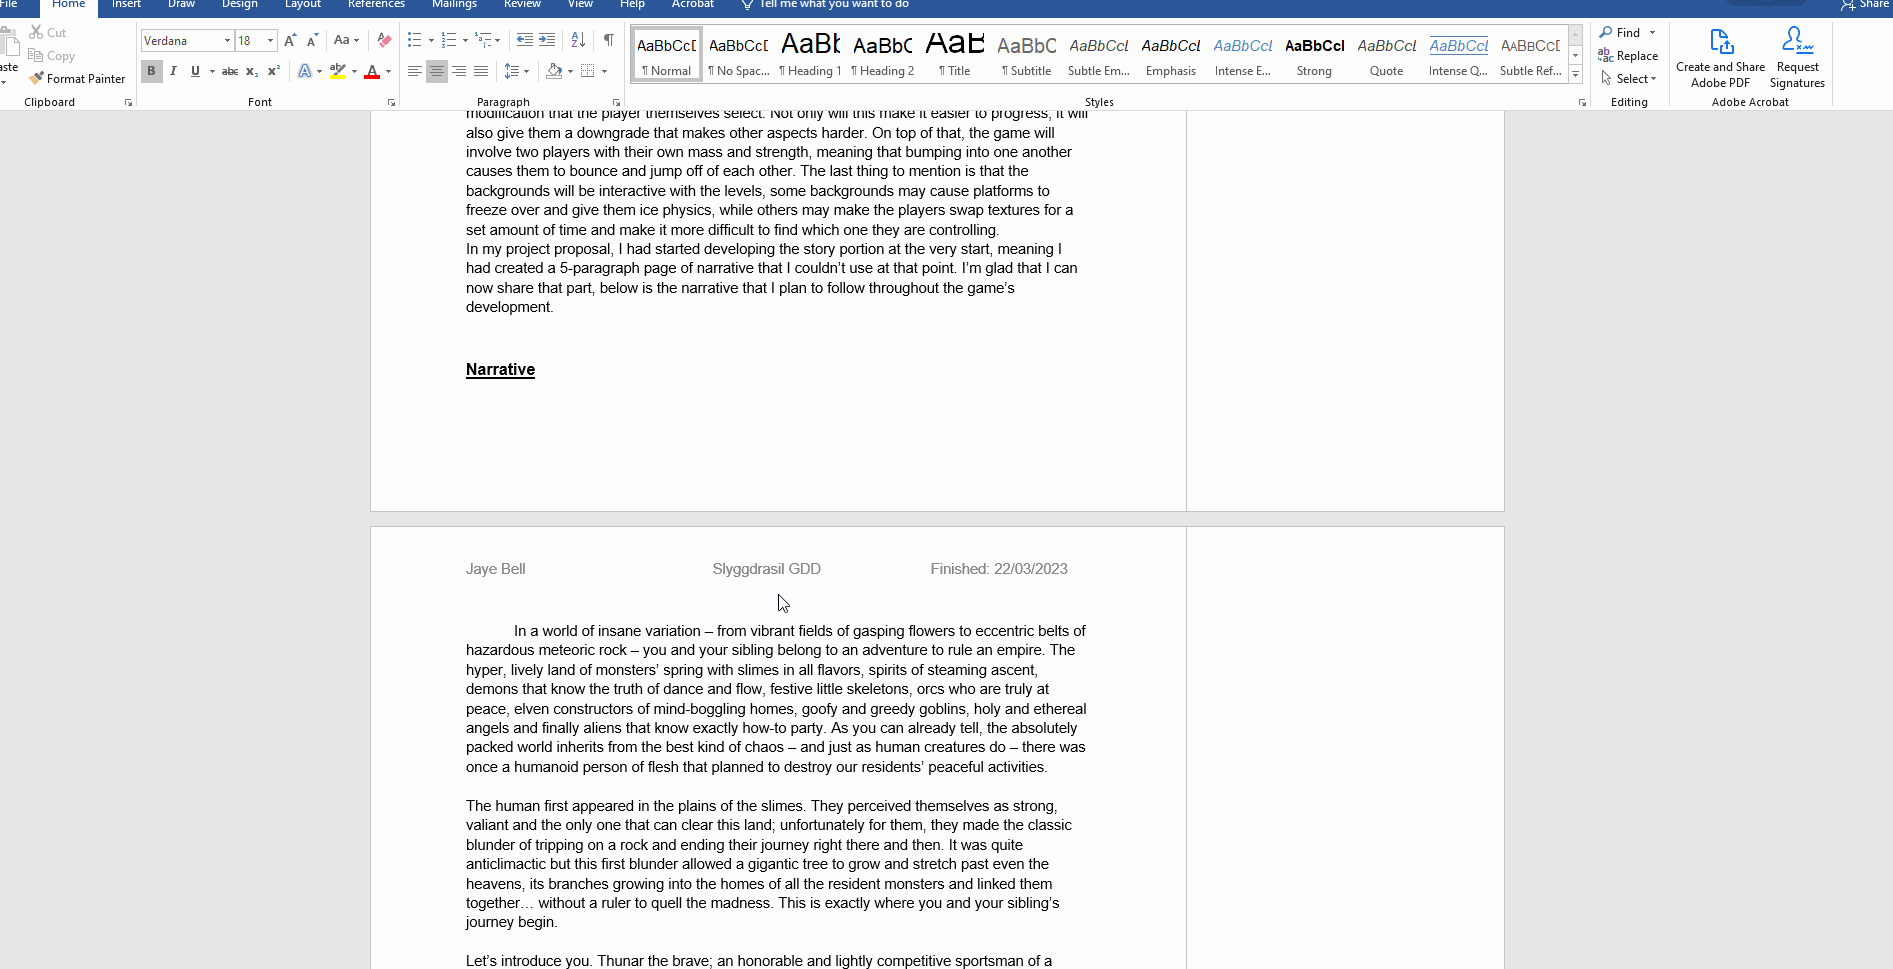 File Home Insert Draw Design Layout References Mailings Review View Help Acrobat Tell me what you want to do Share
Cut
Copy
Format Painter
Clipboard
Verdana 18
Font
Paragraph
AaBbCcD AaBbCcD AaBb AaBbC AaB AaBbC AaBbCcL AaBbCcL AaBbCcL AaBbCcl AaBbCcL AaBbCcL AABBCCD
¶ Normal ¶ No Spac... ¶ Heading 1 ¶ Heading 2 ¶ Title ¶ Subtitle Subtle Em... Emphasis Intense E... Strong Quote Intense Q... Subtle Ref...
Styles
Find
Replace
Select
Editing
Create and Share Adobe PDF
Request Signatures
Adobe Acrobat
modification that the player themselves select. Not only will this make it easier to progress, it will
also give them a downgrade that makes other aspects harder. On top of that, the game will
involve two players with their own mass and strength, meaning that bumping into one another
causes them to bounce and jump off of each other. The last thing to mention is that the
backgrounds will be interactive with the levels, some backgrounds may cause platforms to
freeze over and give them ice physics, while others may make the players swap textures for a
set amount of time and make it more difficult to find which one they are controlling.
In my project proposal, I had started developing the story portion at the very start, meaning I
had created a 5-paragraph page of narrative that I couldn’t use at that point. I’m glad that I can
now share that part, below is the narrative that I plan to follow throughout the game’s
development.
Narrative
Jaye Bell Slyggdrasil GDD Finished: 22/03/2023
In a world of insane variation – from vibrant fields of gasping flowers to eccentric belts of
hazardous meteoric rock – you and your sibling belong to an adventure to rule an empire. The
hyper, lively land of monsters’ spring with slimes in all flavors, spirits of steaming ascent,
demons that know the truth of dance and flow, festive little skeletons, orcs who are truly at
peace, elven constructors of mind-boggling homes, goofy and greedy goblins, holy and ethereal
angels and finally aliens that know exactly how-to party. As you can already tell, the absolutely
packed world inherits from the best kind of chaos – and just as human creatures do – there was
once a humanoid person of flesh that planned to destroy our residents’ peaceful activities.
The human first appeared in the plains of the slimes. They perceived themselves as strong,
valiant and the only one that can clear this land; unfortunately for them, they made the classic
blunder of tripping on a rock and ending their journey right there and then. It was quite
anticlimactic but this first blunder allowed a gigantic tree to grow and stretch past even the
heavens, its branches growing into the homes of all the resident monsters and linked them
together… without a ruler to quell the madness. This is exactly where you and your sibling’s
journey begin.
Let’s introduce you. Thunar the brave; an honorable and lightly competitive sportsman of a